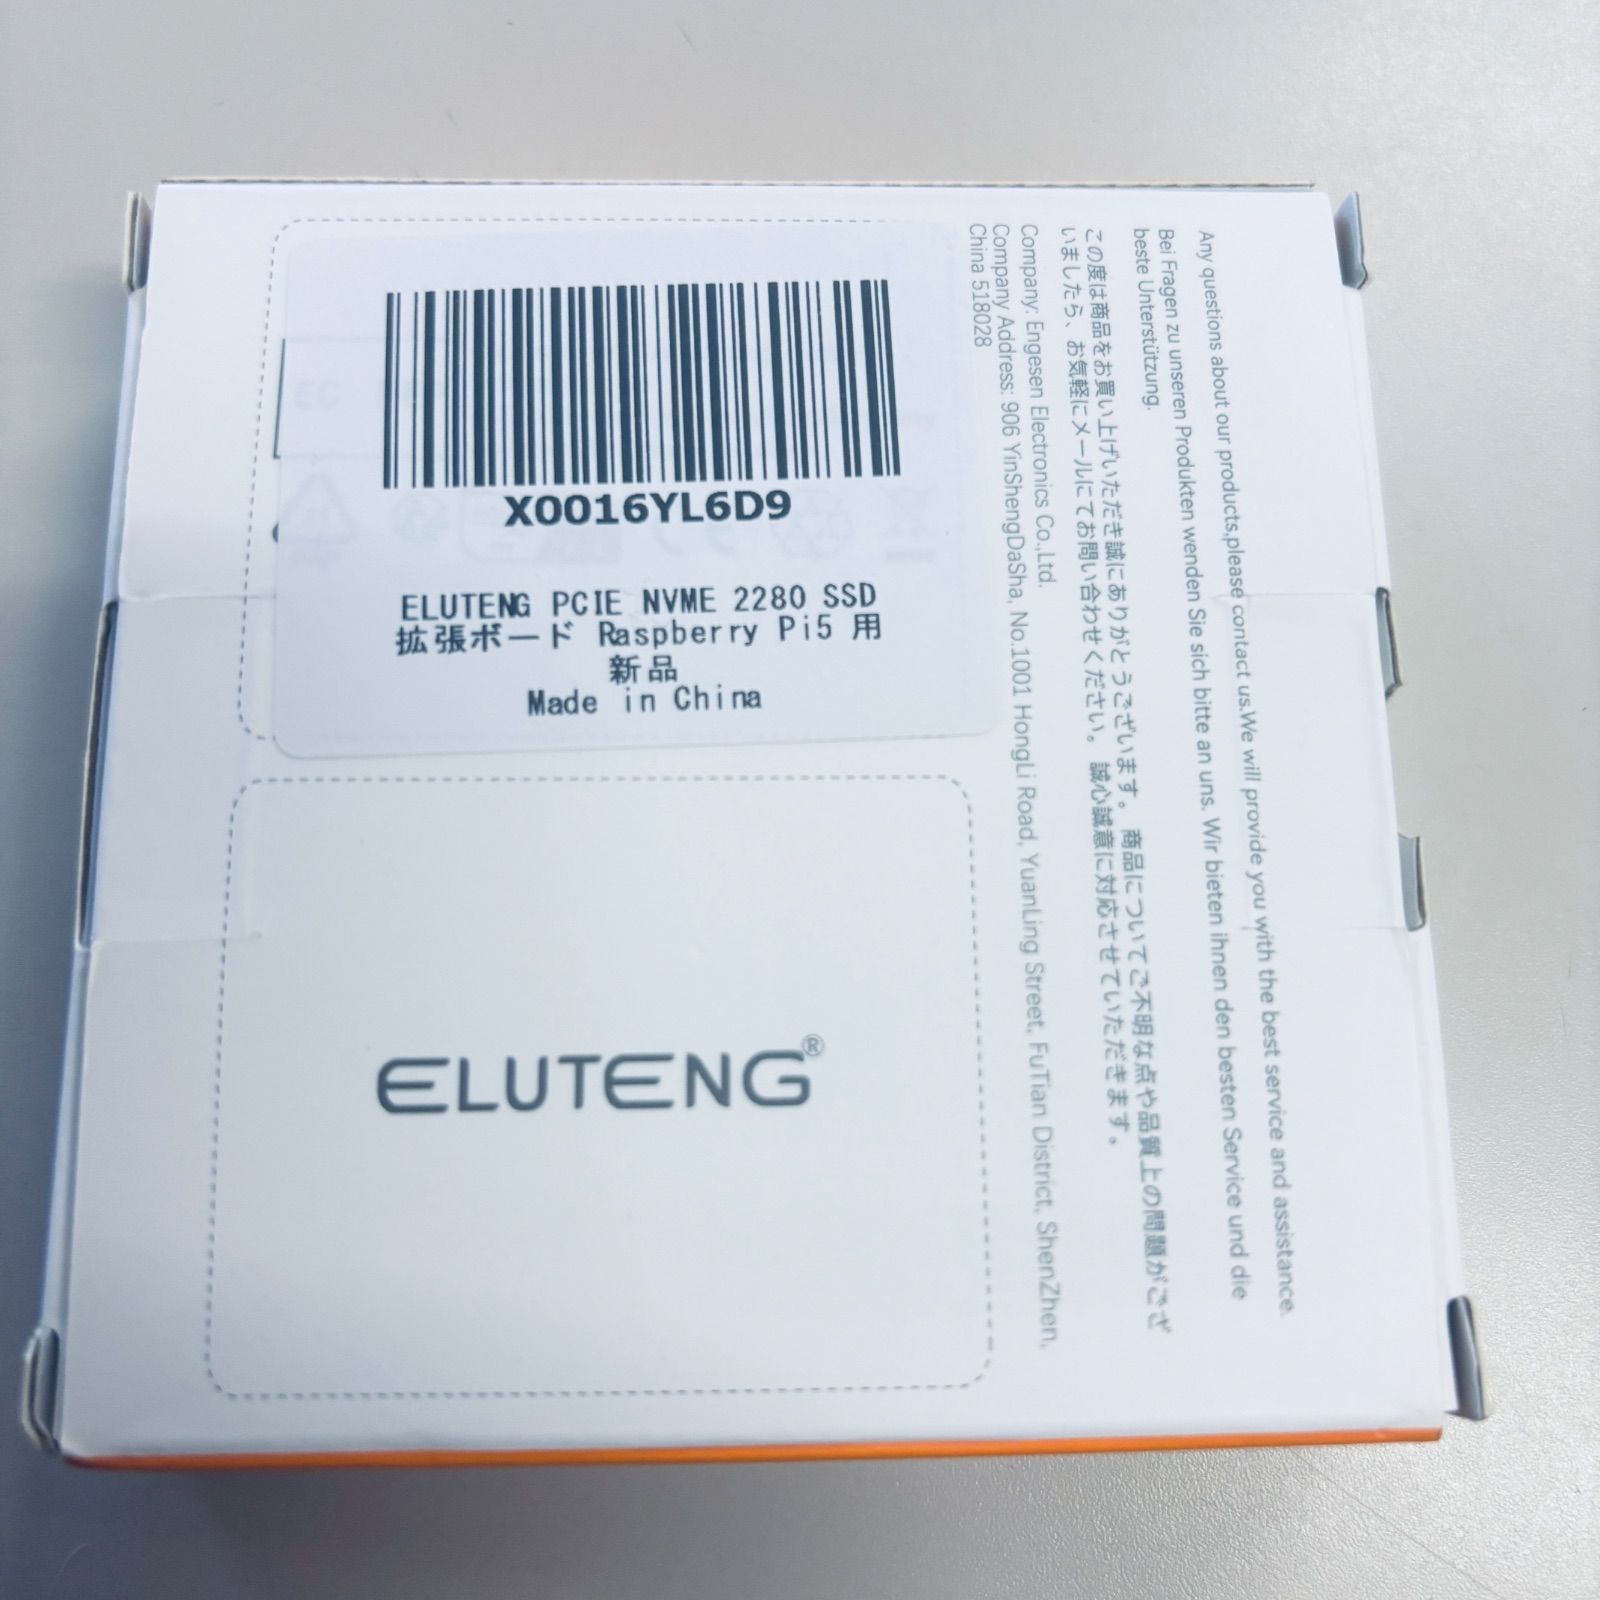 X0016YL6D9
ELUTENG PCIE NVME 2280 SSD
拡張ボード Raspberry Pi5 用
新品
Made in China
ELUTENG®
Any questions about our products,please contact us.We will provide you with the best service and assistance.
Bei Fragen zu unseren Produkten wenden Sie sich bitte an uns. Wir bieten ihnen den besten Service und die
beste Unterstützung.
この度は商品をお買い上げいただき誠にありがとうございます。商品についてご不明な点や品質上の問題がござ
いましたら、お気軽にメールにてお問い合わせください。誠心誠意に対応させていただきます。
Company: Engesen Electronics Co.,Ltd.
Company Address: 906 YinShengDaSha, No.1001 HongLi Road, YuanLing Street, FuTian District, ShenZhen,
China 518028